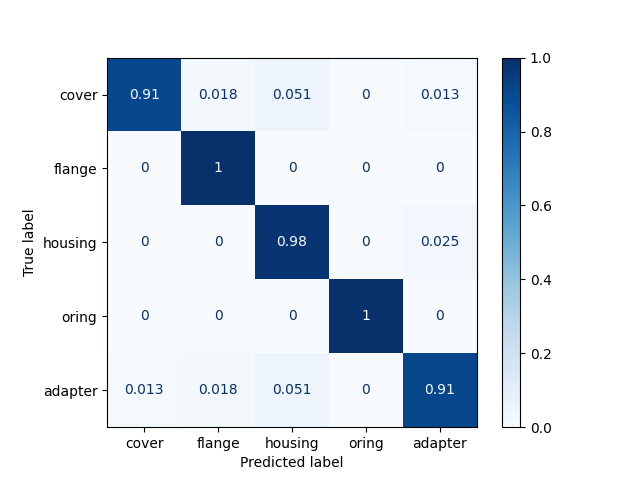 1.0
cover 0.91 0.018 0.051 0 0.013
0.8
flange 0 1 0 0 0
0.6
True label
housing 0 0 0.98 0 0.025
0.4
oring 0 0 0 1 0
0.2
adapter 0.013 0.018 0.051 0 0.91
0.0
cover flange housing oring adapter
Predicted label